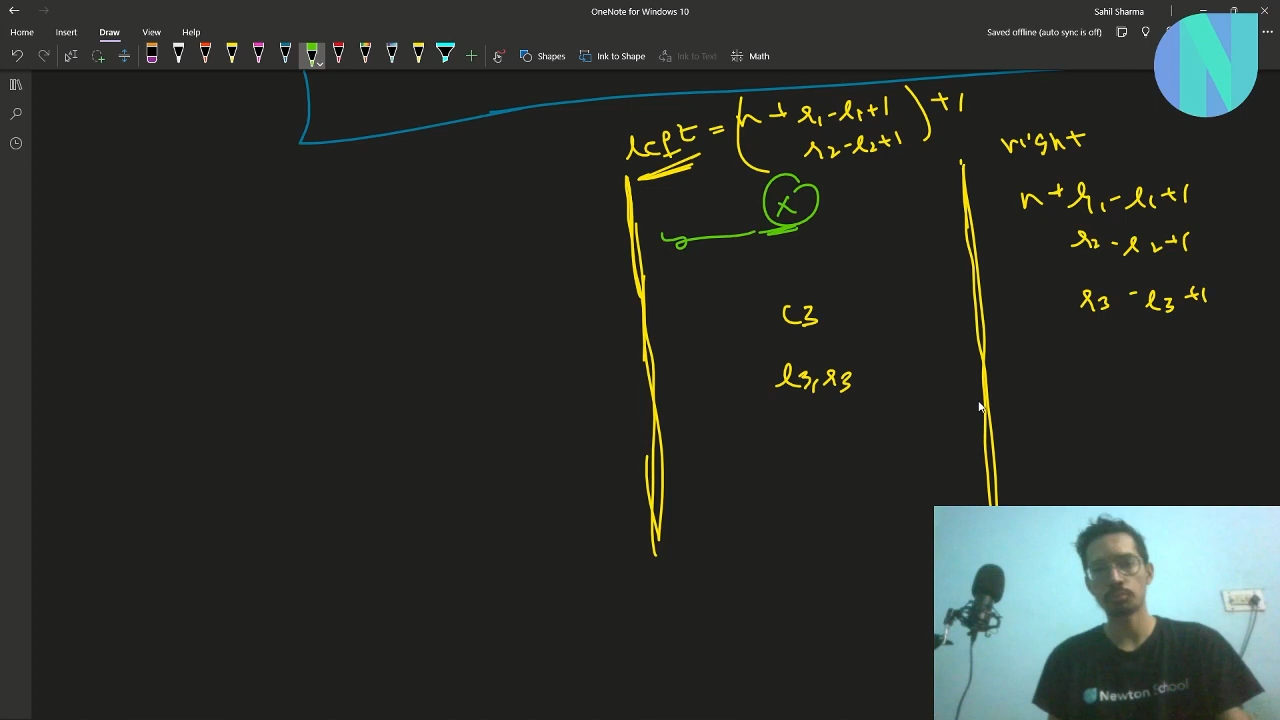 OneNote for Windows 10
Sahil Sharma
Home Insert Draw View Help
Saved offline (auto sync is off)
Shapes Ink to Shape Ink to Text Math
left = (n + r1 - l1 + 1
r2 - l2 + 1) + 1
right
x
n + r1 - l1 + 1
r2 - l2 + 1
r3 - l3 + 1
c3
l3, r3
Newton School